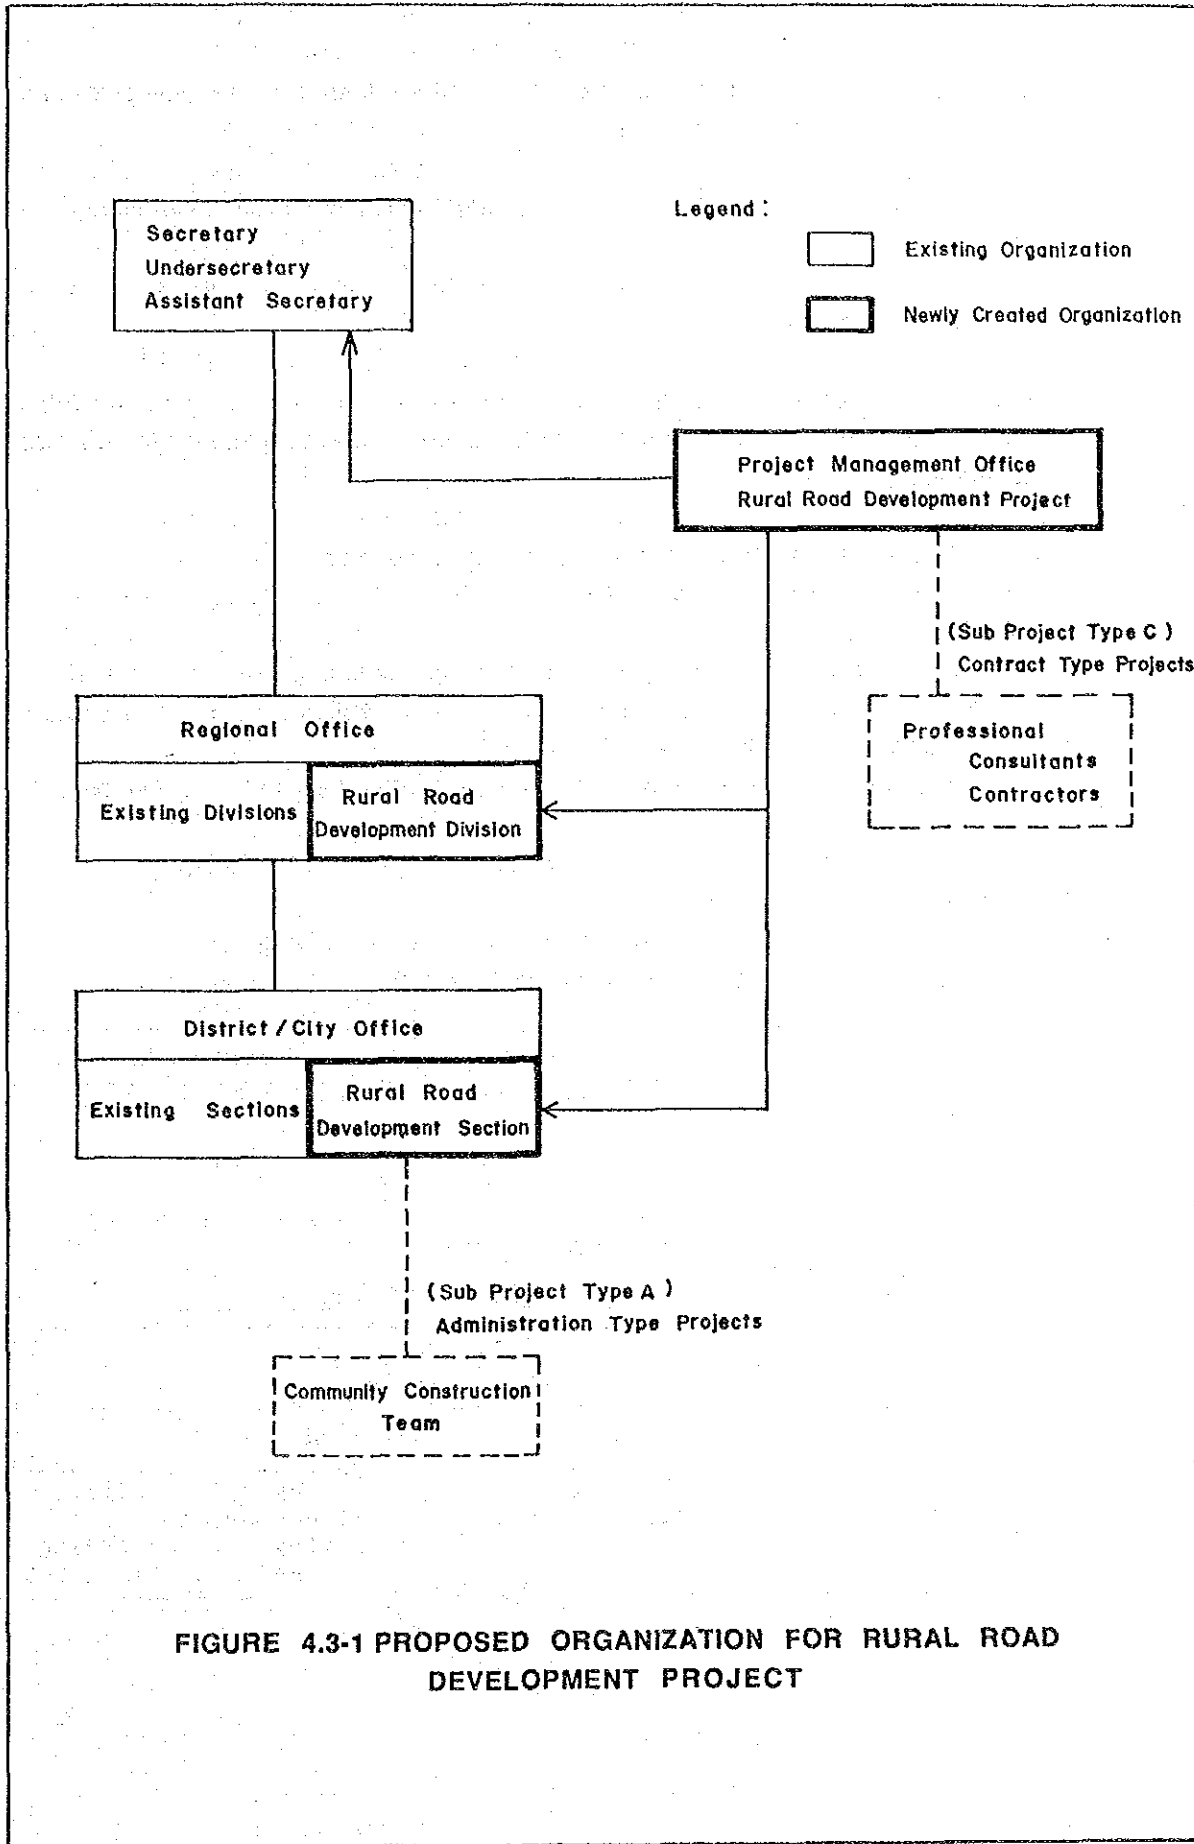 Secretary
Undersecretary
Assistant Secretary
Legend :
Existing Organization
Newly Created Organization
Project Management Office
Rural Road Development Project
(Sub Project Type C )
Contract Type Projects
Professional
Consultants
Contractors
Regional Office
Existing Divisions
Rural Road
Development Division
District / City Office
Existing Sections
Rural Road
Development Section
(Sub Project Type A )
Administration Type Projects
Community Construction
Team
FIGURE 4.3-1 PROPOSED ORGANIZATION FOR RURAL ROAD
DEVELOPMENT PROJECT